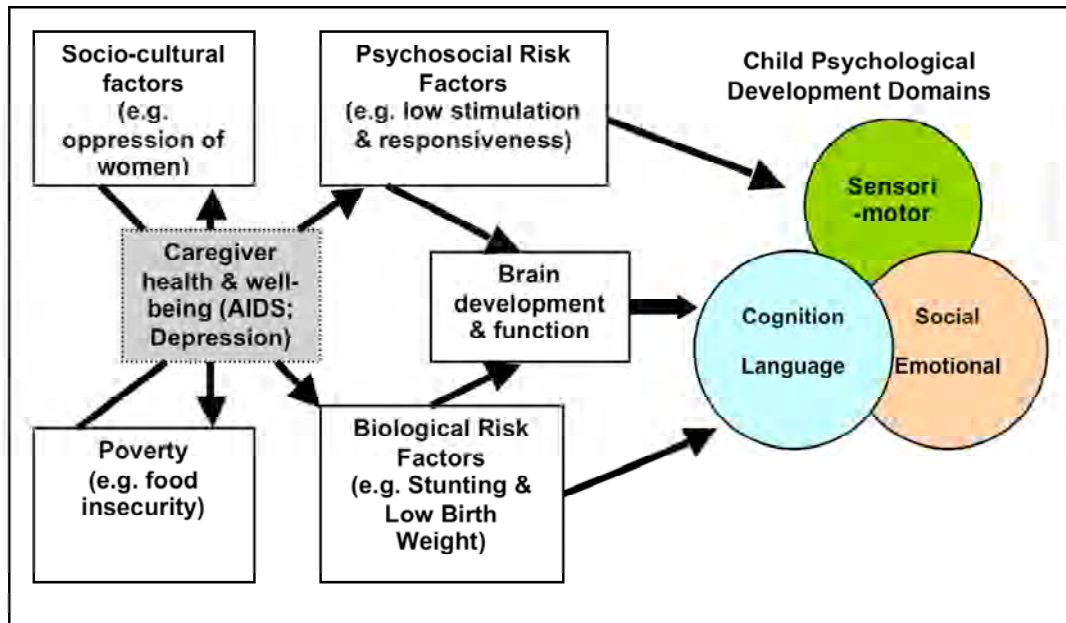 Socio-cultural
factors
(e.g.
oppression of
women)
Psychosocial Risk
Factors
(e.g. low stimulation
& responsiveness)
Child Psychological
Development Domains
Sensori
-motor
Caregiver
health & well-
being (AIDS;
Depression)
Brain
development
& function
Cognition
Language
Social
Emotional
Poverty
(e.g. food
insecurity)
Biological Risk
Factors
(e.g. Stunting &
Low Birth
Weight)